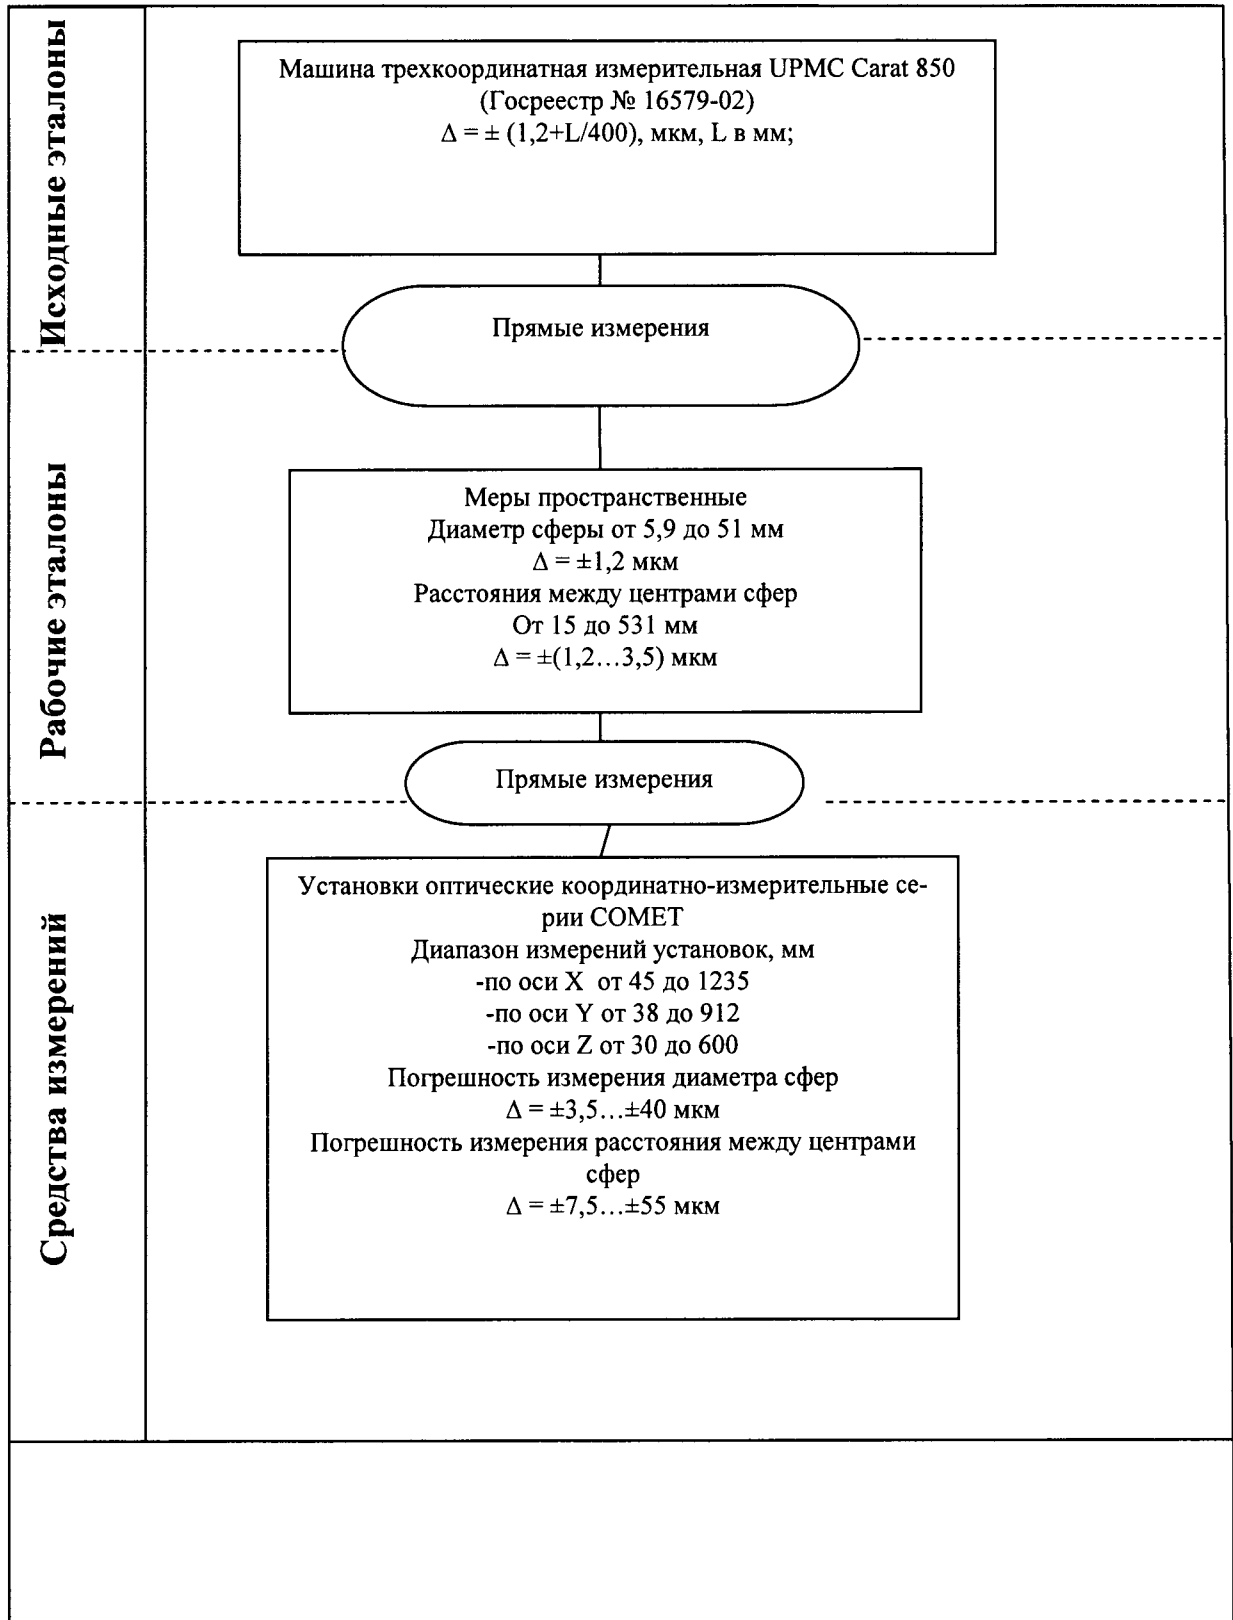 Исходные эталоны
Машина трехкоординатная измерительная UPMC Carat 850
(Госреестр № 16579-02)
Δ = ± (1,2+L/400), мкм, L в мм;
Прямые измерения
Рабочие эталоны
Меры пространственные
Диаметр сферы от 5,9 до 51 мм
Δ = ±1,2 мкм
Расстояния между центрами сфер
От 15 до 531 мм
Δ = ±(1,2…3,5) мкм
Прямые измерения
Средства измерений
Установки оптические координатно-измерительные се-
рии COMET
Диапазон измерений установок, мм
-по оси X от 45 до 1235
-по оси Y от 38 до 912
-по оси Z от 30 до 600
Погрешность измерения диаметра сфер
Δ = ±3,5…±40 мкм
Погрешность измерения расстояния между центрами
сфер
Δ = ±7,5…±55 мкм